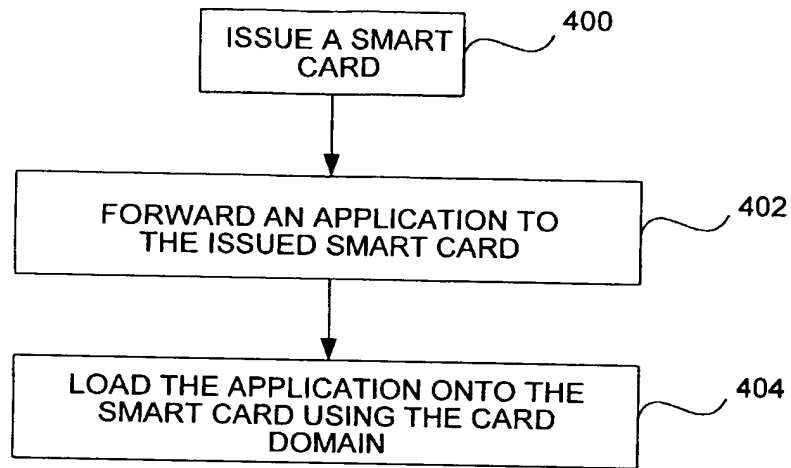 ISSUE A SMART
CARD
400
FORWARD AN APPLICATION TO
THE ISSUED SMART CARD
402
LOAD THE APPLICATION ONTO THE
SMART CARD USING THE CARD
DOMAIN
404